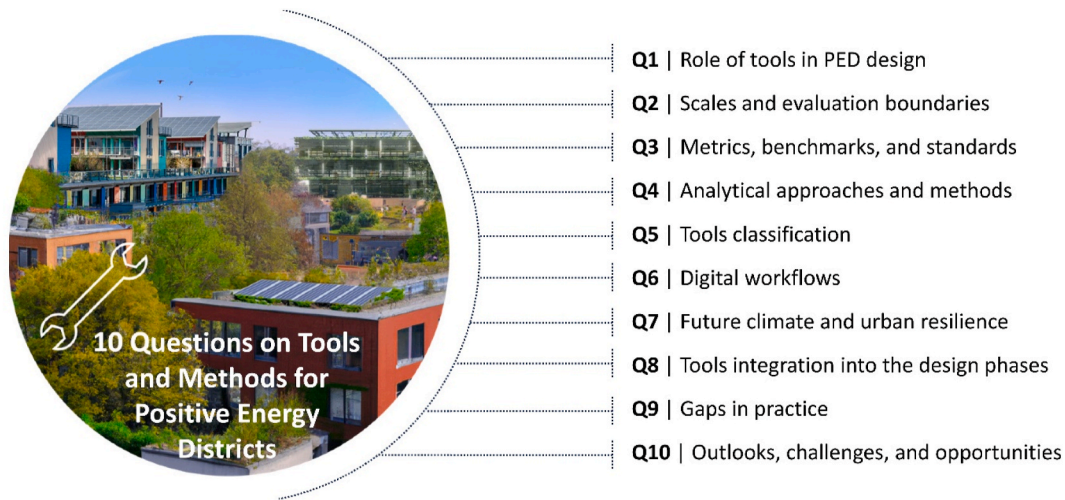 10 Questions on Tools
and Methods for
Positive Energy
Districts
Q1 | Role of tools in PED design
Q2 | Scales and evaluation boundaries
Q3 | Metrics, benchmarks, and standards
Q4 | Analytical approaches and methods
Q5 | Tools classification
Q6 | Digital workflows
Q7 | Future climate and urban resilience
Q8 | Tools integration into the design phases
Q9 | Gaps in practice
Q10 | Outlooks, challenges, and opportunities